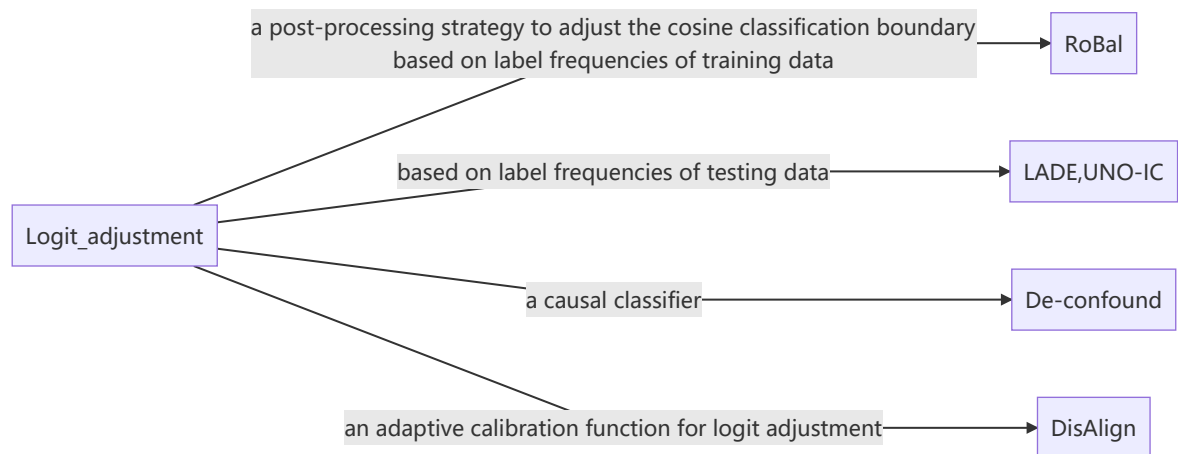 a post-processing strategy to adjust the cosine classification boundary
based on label frequencies of training data
RoBal
based on label frequencies of testing data
LADE,UNO-IC
Logit_adjustment
a causal classifier
De-confound
an adaptive calibration function for logit adjustment
DisAlign